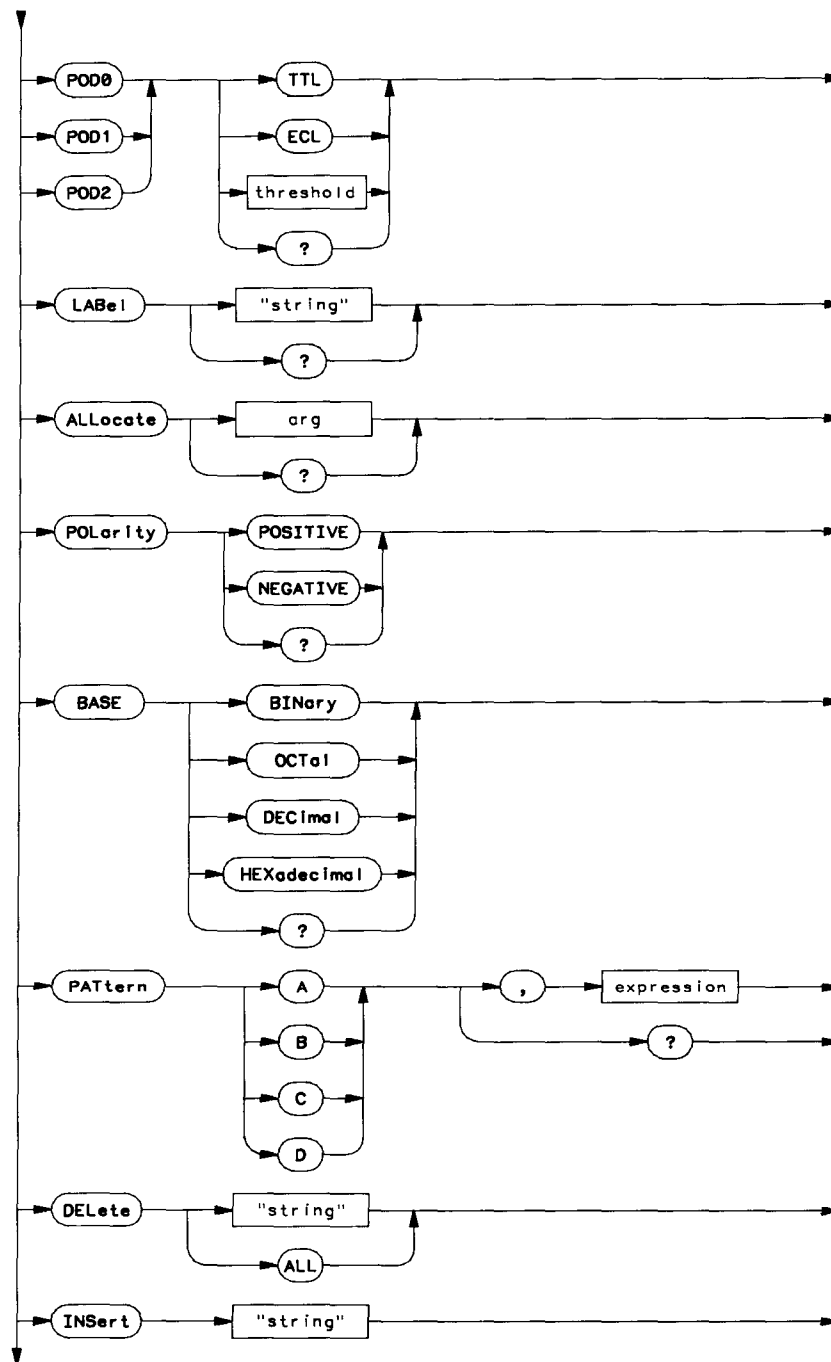 POD0 TTL
POD1 ECL
POD2 threshold
?
LABel "string"
?
ALLocate arg
?
POLarity POSITIVE
NEGATIVE
?
BASE BINary
OCTal
DECimal
HEXadecimal
?
PATtern A , expression
B ?
C
D
DELete "string"
ALL
INSert "string"